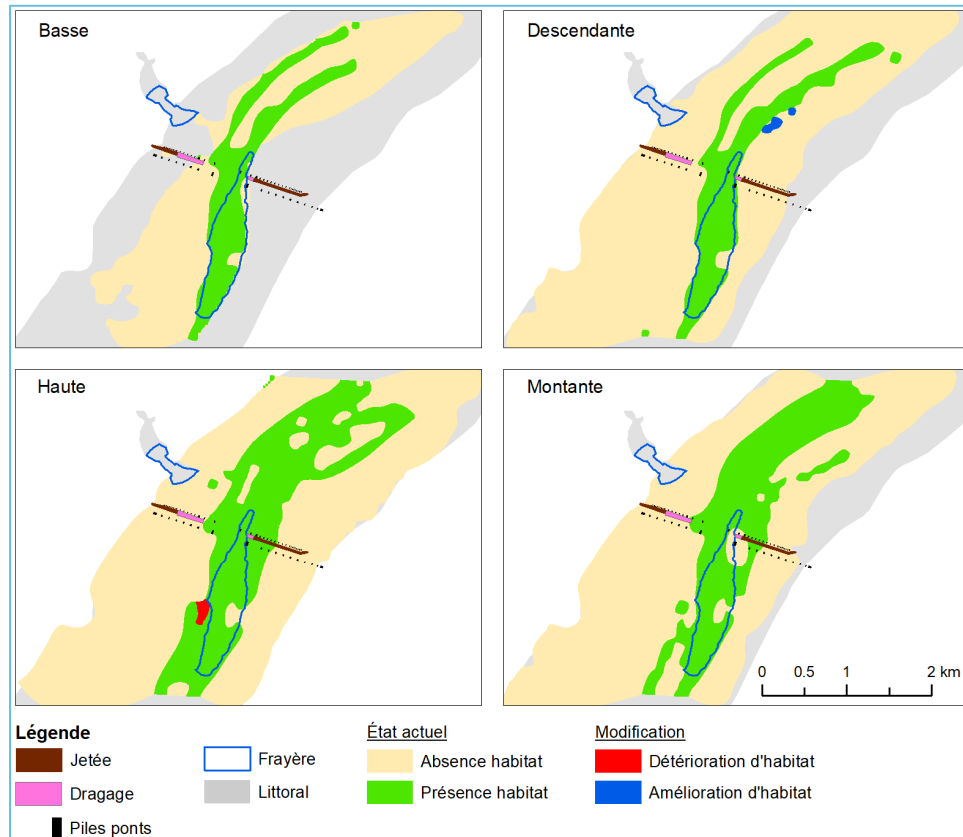 Basse
Descendante
Haute
Montante
0 0.5 1 2 km
Légende
Jetée
Dragage
Piles ponts
Frayère
Littoral
État actuel
Absence habitat
Présence habitat
Modification
Détérioration d'habitat
Amélioration d'habitat